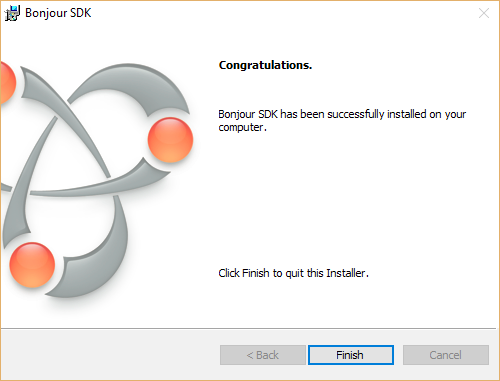 Bonjour SDK
Congratulations.
Bonjour SDK has been successfully installed on your
computer.
Click Finish to quit this Installer.
< Back
Finish
Cancel